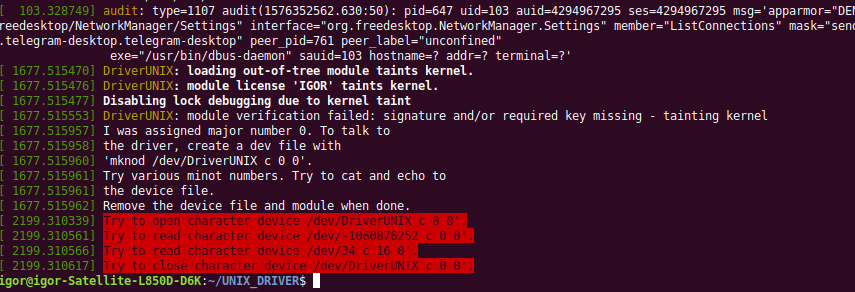 [  103.328749] audit: type=1107 audit(1576352562.630:50): pid=647 uid=103 auid=4294967295 ses=4294967295 msg='apparmor="DEN
reedesktop/NetworkManager/Settings" interface="org.freedesktop.NetworkManager.Settings" member="ListConnections" mask="send
.telegram-desktop.telegram-desktop" peer_pid=761 peer_label="unconfined"
exe="/usr/bin/dbus-daemon" sauid=103 hostname=? addr=? terminal=?'
[ 1677.515470] DriverUNIX: loading out-of-tree module taints kernel.
[ 1677.515476] DriverUNIX: module license 'IGOR' taints kernel.
[ 1677.515477] Disabling lock debugging due to kernel taint
[ 1677.515553] DriverUNIX: module verification failed: signature and/or required key missing - tainting kernel
[ 1677.515957] I was assigned major number 0. To talk to
[ 1677.515958] the driver, create a dev file with
[ 1677.515960] 'mknod /dev/DriverUNIX c 0 0'.
[ 1677.515961] Try various minot numbers. Try to cat and echo to
[ 1677.515961] the device file.
[ 1677.515962] Remove the device file and module when done.
[ 2199.310339] Try to open character device /dev/DriverUNIX c 0 0'.
[ 2199.310561] Try to read character device /dev/-1060876252 c 0 0'.
[ 2199.310566] Try to read character device /dev/34 c 16 0'.
[ 2199.310617] Try to close character device /dev/DriverUNIX c 0 0'.
igor@igor-Satellite-L850D-D6K:~/UNIX_DRIVER$